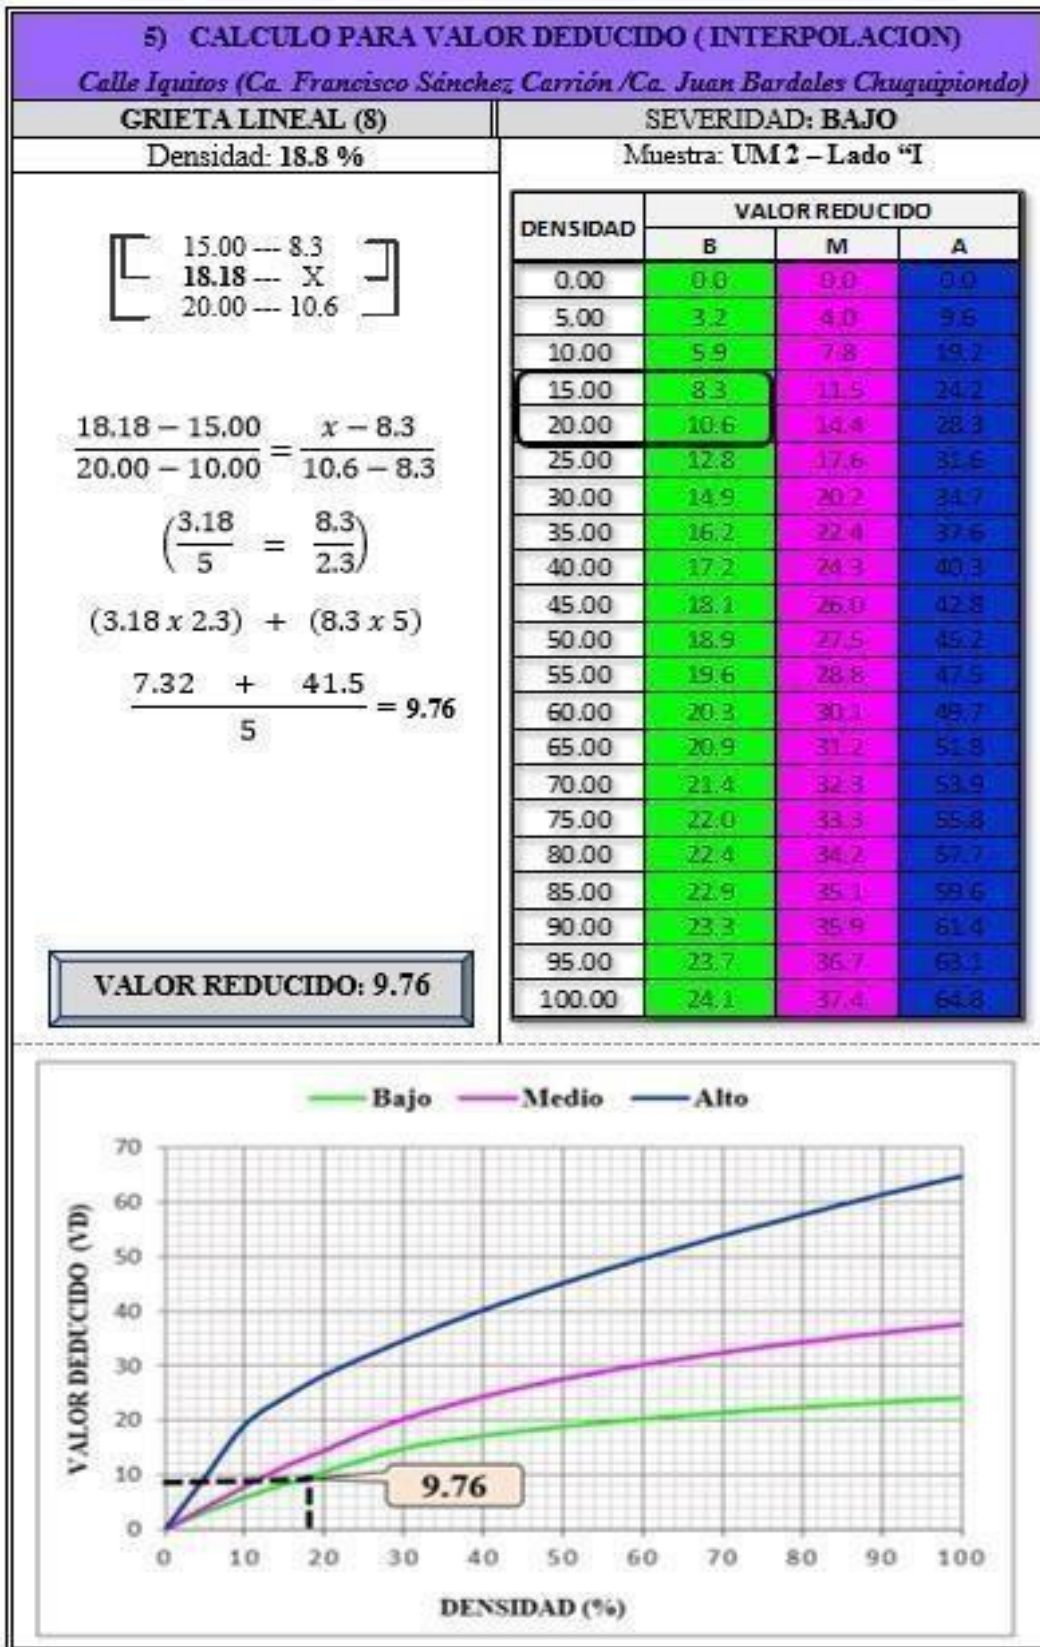 5) CALCULO PARA VALOR DEDUCIDO ( INTERPOLACION)
Calle Iquitos (Ca. Francisco Sánchez Carrión /Ca. Juan Bardales Chuquipiondo)
GRIETA LINEAL (8) SEVERIDAD: BAJO
Densidad: 18.8 % Muestra: UM 2 – Lado “I
15.00 --- 8.3
18.18 --- X
20.00 --- 10.6
18.18 − 15.00 / 20.00 − 10.00 = x − 8.3 / 10.6 − 8.3
(3.18 / 5 = 8.3 / 2.3)
(3.18 x 2.3) + (8.3 x 5)
7.32 + 41.5 / 5 = 9.76
VALOR REDUCIDO: 9.76
DENSIDAD VALOR REDUCIDO
B M A
0.00 0.0 0.0 0.0
5.00 3.2 4.0 9.6
10.00 5.9 7.8 19.2
15.00 8.3 11.5 24.2
20.00 10.6 14.4 28.3
25.00 12.8 17.6 31.6
30.00 14.9 20.2 34.7
35.00 16.2 22.4 37.6
40.00 17.2 24.3 40.3
45.00 18.1 26.0 42.8
50.00 18.9 27.5 45.2
55.00 19.6 28.8 47.5
60.00 20.3 30.1 49.7
65.00 20.9 31.2 51.8
70.00 21.4 32.3 53.9
75.00 22.0 33.3 55.8
80.00 22.4 34.2 57.7
85.00 22.9 35.1 59.6
90.00 23.3 35.9 61.4
95.00 23.7 36.7 63.1
100.00 24.1 37.4 64.8
Bajo Medio Alto
VALOR DEDUCIDO (VD)
70
60
50
40
30
20
10
0
9.76
0 10 20 30 40 50 60 70 80 90 100
DENSIDAD (%)